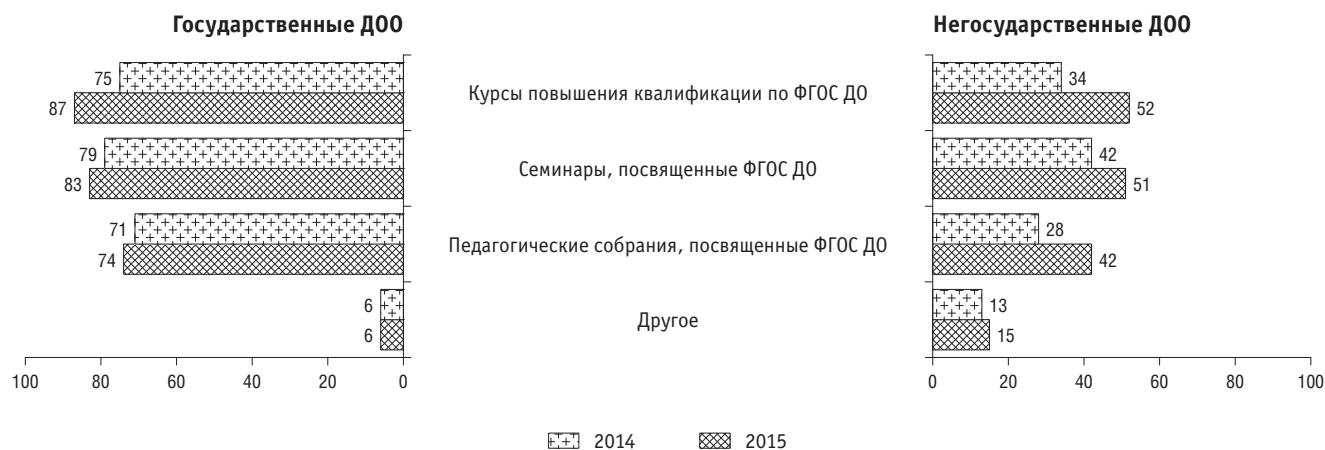 Государственные ДОО
Негосударственные ДОО
75
87
Курсы повышения квалификации по ФГОС ДО
34
52
79
83
Семинары, посвященные ФГОС ДО
42
51
71
74
Педагогические собрания, посвященные ФГОС ДО
28
42
6
6
Другое
13
15
100 80 60 40 20 0
0 20 40 60 80 100
2014 2015